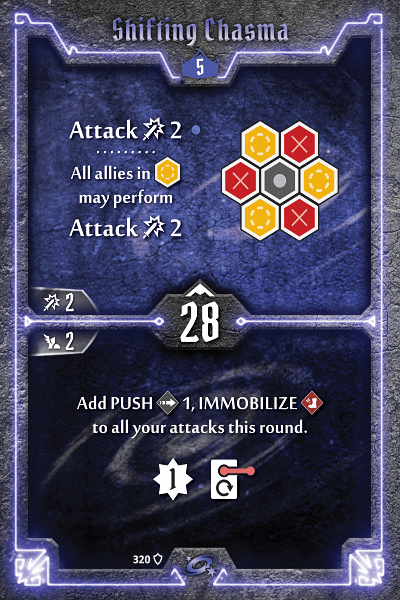 Shifting Chasma
5
Attack 2
All allies in
may perform
Attack 2
2
28
2
Add PUSH 1, IMMOBILIZE
to all your attacks this round.
1
320